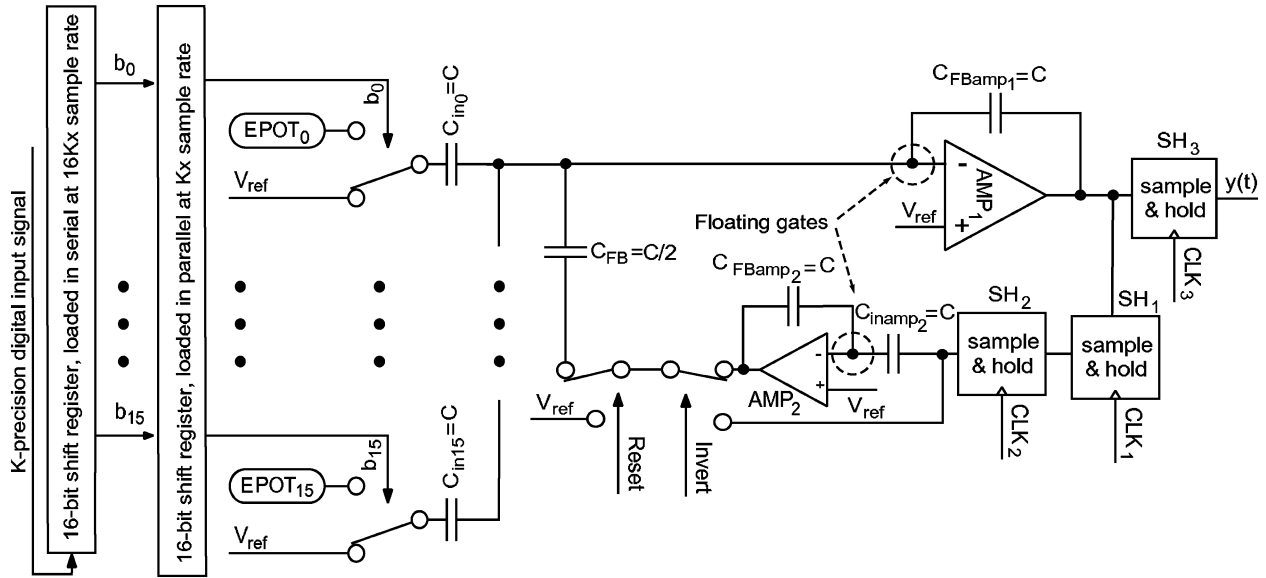 K-precision digital input signal
16-bit shift register, loaded in serial at 16Kx sample rate
b0
b15
16-bit shift register, loaded in parallel at Kx sample rate
b0
EPOT0
Vref
Cin0=C
b15
EPOT15
Vref
Cin15=C
CFB=C/2
Vref
Reset
Invert
Floating gates
CFBamp1=C
AMP1
-
+
Vref
CFBamp2=C
AMP2
-
+
Vref
Cinamp2=C
SH2
sample
& hold
CLK2
SH1
sample
& hold
CLK1
SH3
sample
& hold
CLK3
y(t)